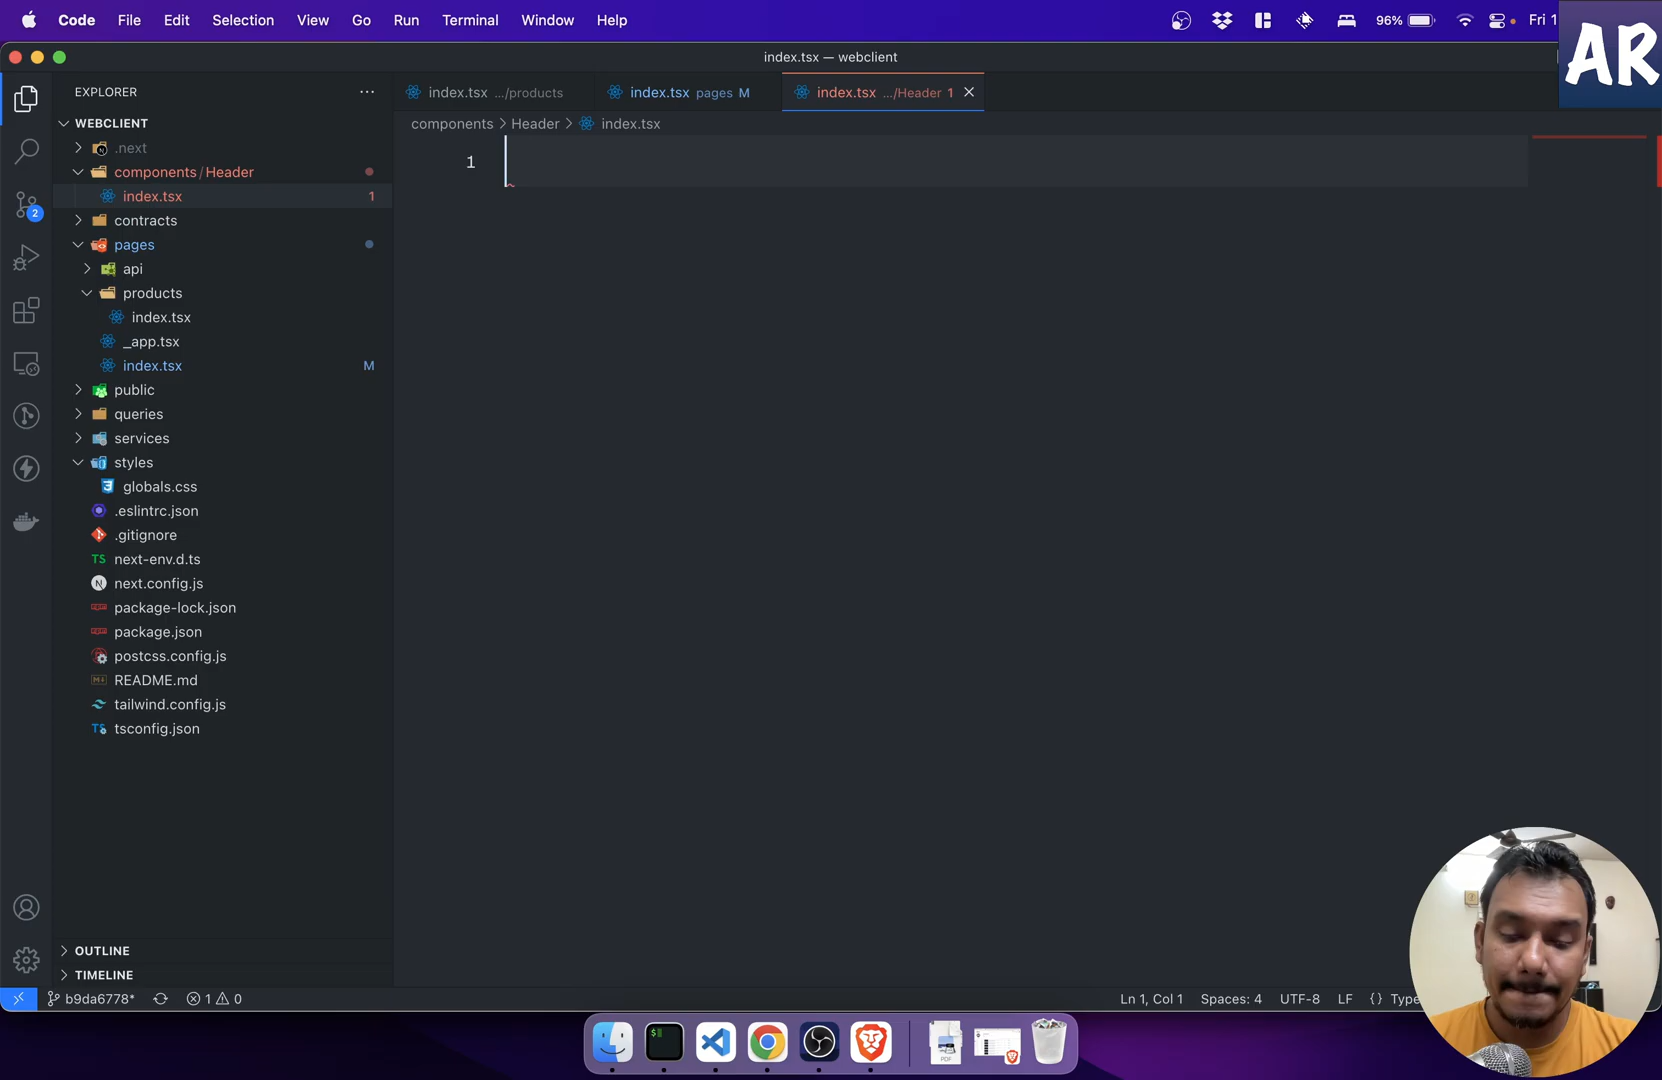 Code File Edit Selection View Go Run Terminal Window Help
96% Fri 1
AR
index.tsx — webclient
EXPLORER
index.tsx .../products
index.tsx pages M
index.tsx .../Header 1
WEBCLIENT
components > Header > index.tsx
.next
1
components / Header
index.tsx 1
contracts
pages
api
products
index.tsx
_app.tsx
index.tsx M
public
queries
services
styles
globals.css
.eslintrc.json
.gitignore
TS next-env.d.ts
N next.config.js
package-lock.json
package.json
postcss.config.js
README.md
tailwind.config.js
TS tsconfig.json
2
OUTLINE
TIMELINE
b9da6778* 1 0
Ln 1, Col 1 Spaces: 4 UTF-8 LF {} Type
PDF